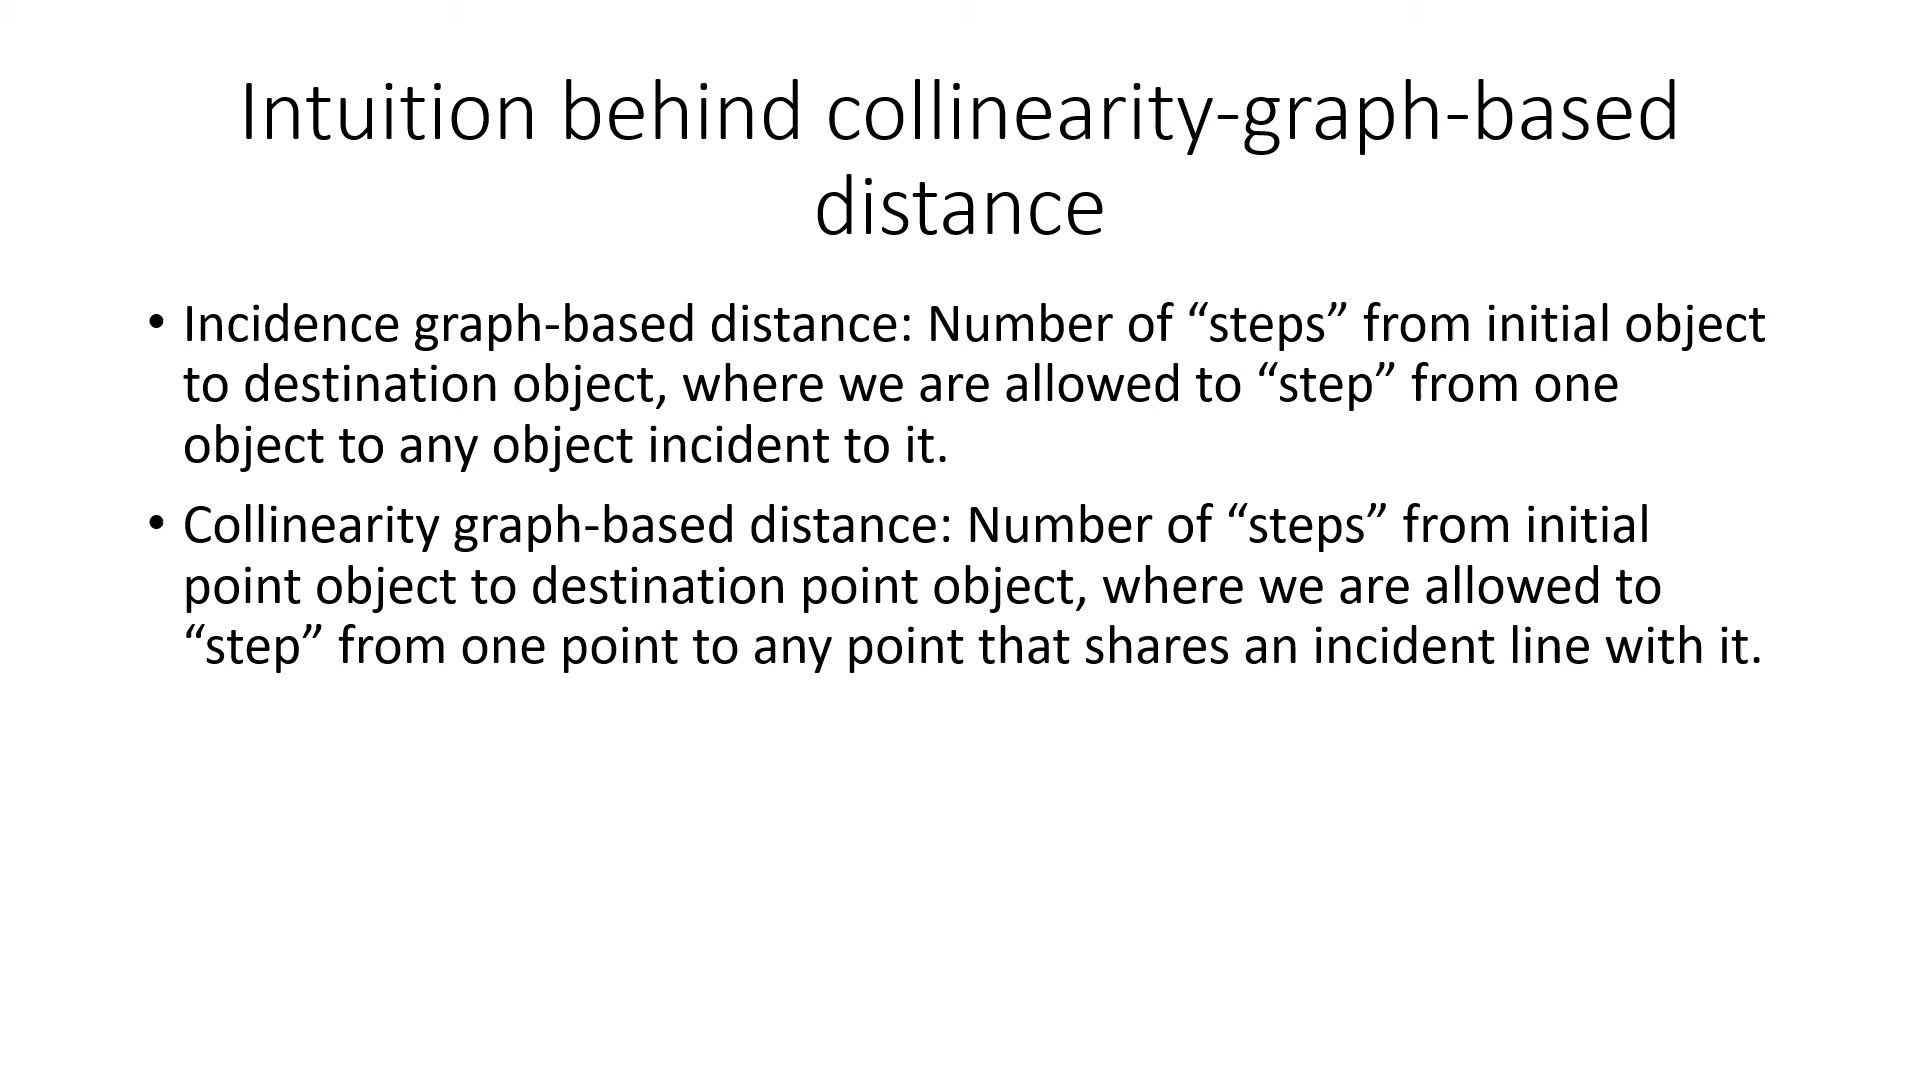 Intuition behind collinearity-graph-based
distance
• Incidence graph-based distance: Number of “steps” from initial object
to destination object, where we are allowed to “step” from one
object to any object incident to it.
• Collinearity graph-based distance: Number of “steps” from initial
point object to destination point object, where we are allowed to
“step” from one point to any point that shares an incident line with it.